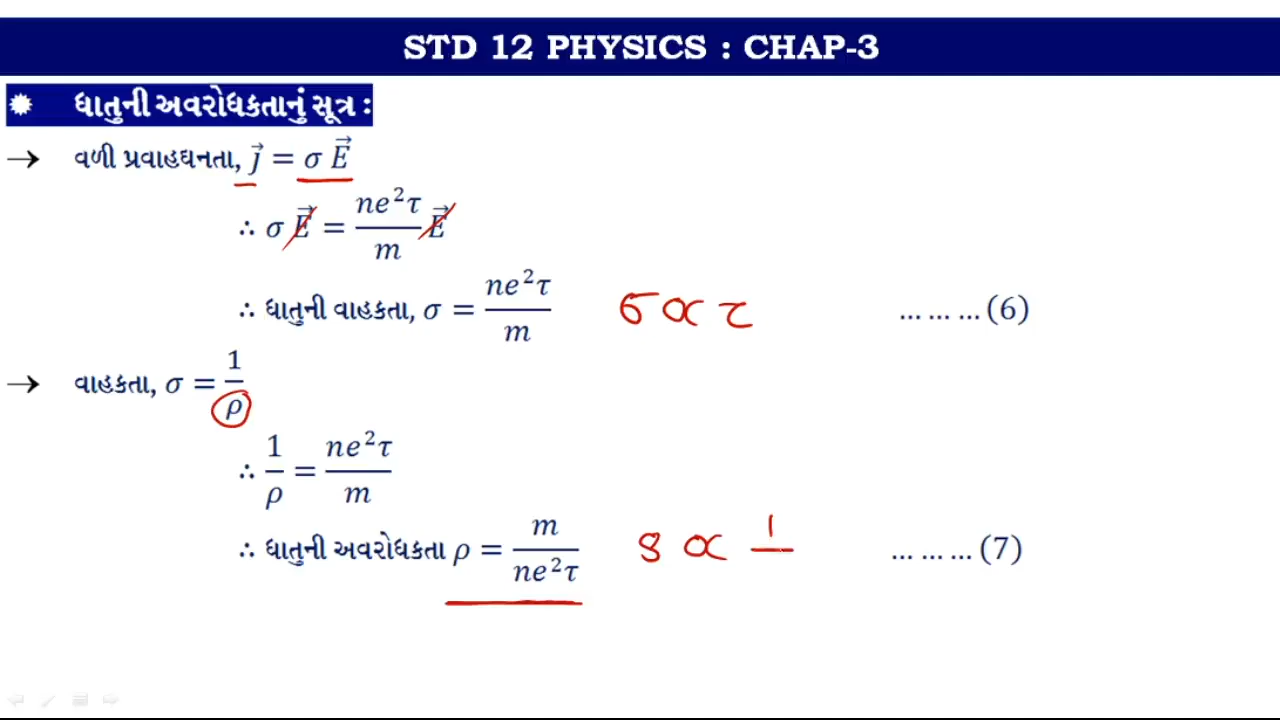 STD 12 PHYSICS : CHAP-3
✹ ધાતુની અવરોધકતાનું સૂત્ર :
→ વળી પ્રવાહઘનતા, j⃗ = σ E⃗
∴ σ E⃗ = ne²τ/m E⃗
∴ ધાતુની વાહકતા, σ = ne²τ/m σ ∝ τ ... ... ... (6)
→ વાહકતા, σ = 1/ρ
∴ 1/ρ = ne²τ/m
∴ ધાતુની અવરોધકતા ρ = m/ne²τ ρ ∝ 1/ ... ... ... (7)